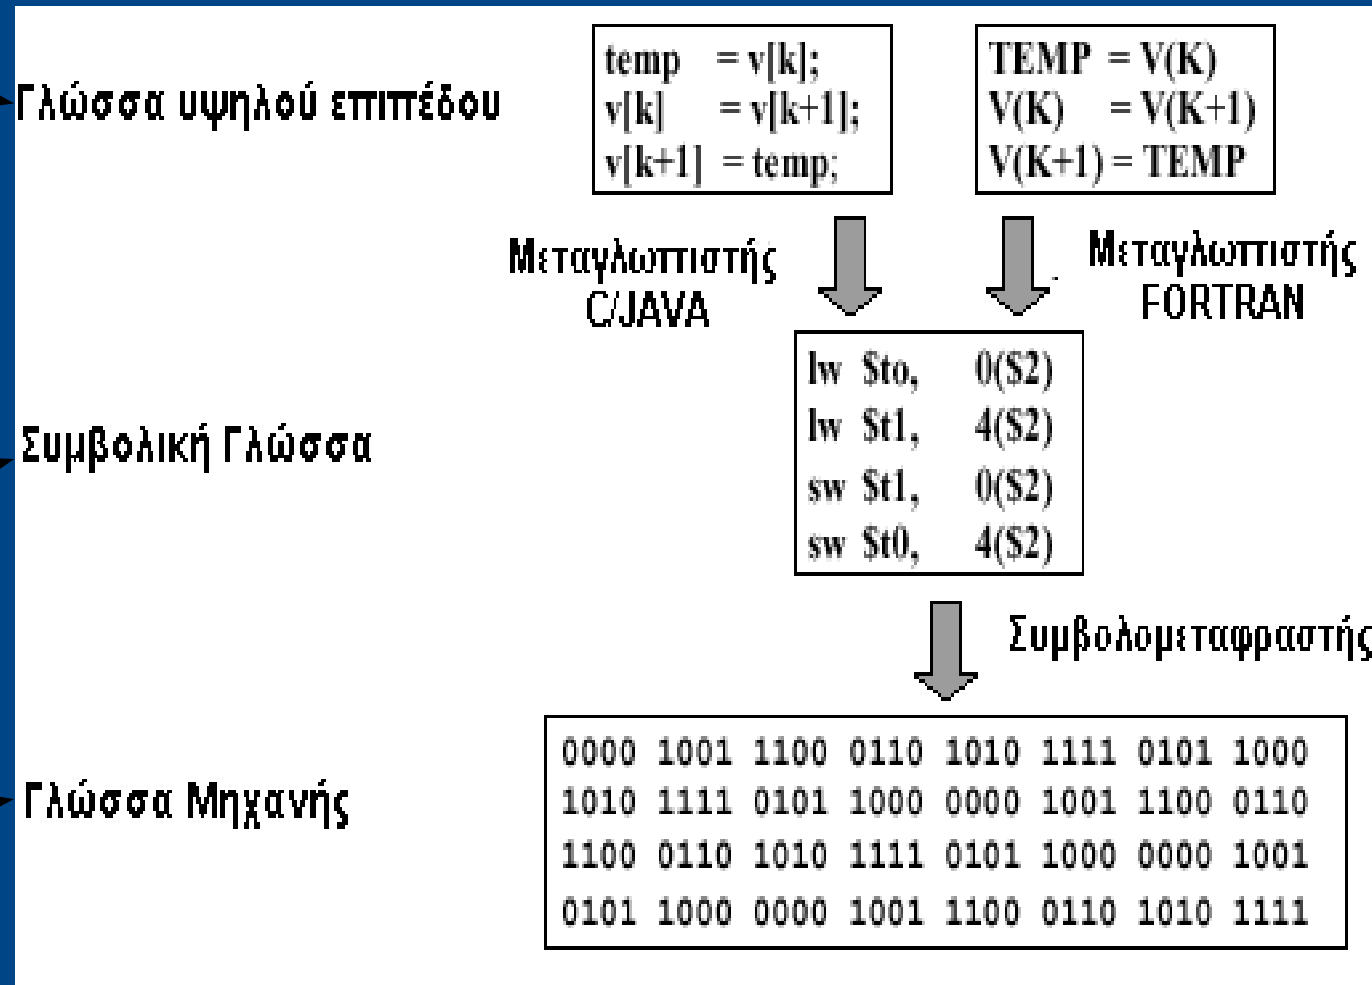 Γλώσσα υψηλού επιπέδου
temp = v[k];
v[k] = v[k+1];
v[k+1] = temp;
TEMP = V(K)
V(K) = V(K+1)
V(K+1) = TEMP
Μεταγλωττιστής
C/JAVA
Μεταγλωττιστής
FORTRAN
Συμβολική Γλώσσα
lw $to, 0($2)
lw $t1, 4($2)
sw $t1, 0($2)
sw $t0, 4($2)
Συμβολομεταφραστής
Γλώσσα Μηχανής
0000 1001 1100 0110 1010 1111 0101 1000
1010 1111 0101 1000 0000 1001 1100 0110
1100 0110 1010 1111 0101 1000 0000 1001
0101 1000 0000 1001 1100 0110 1010 1111